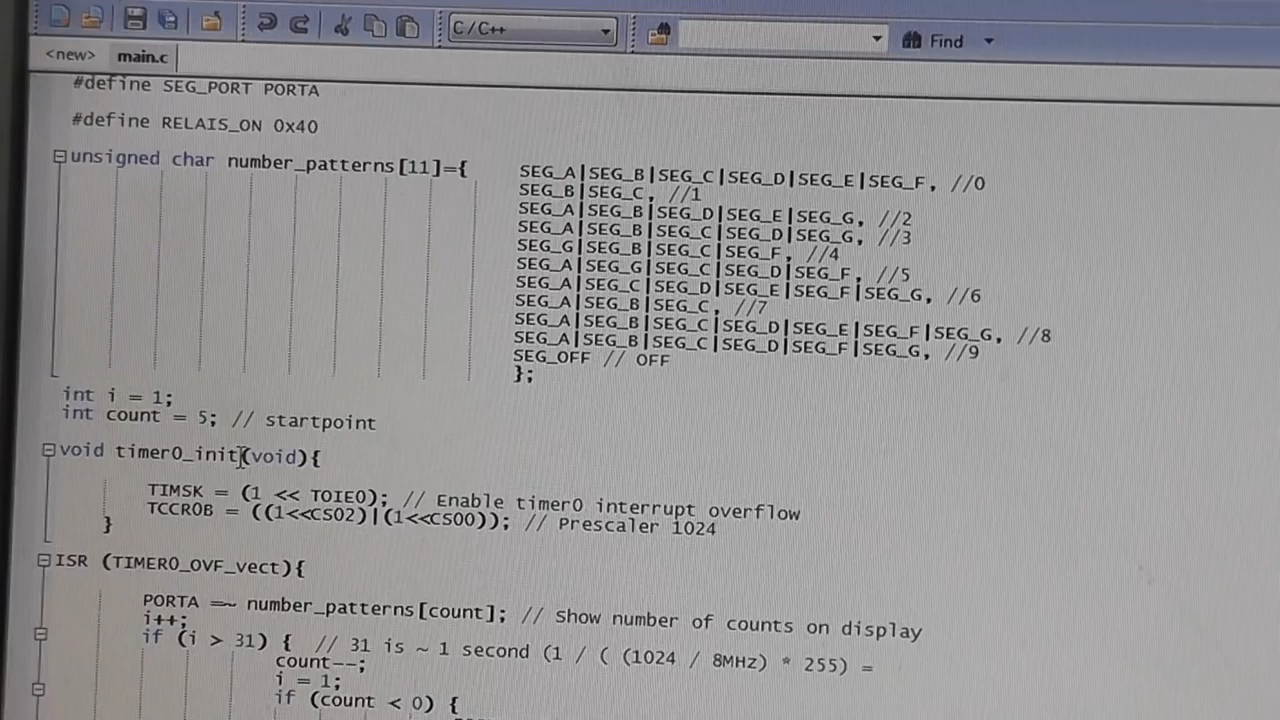 C/C++
Find
<new> main.c
#define SEG_PORT PORTA
#define RELAIS_ON 0x40
unsigned char number_patterns[11]={ SEG_A|SEG_B|SEG_C|SEG_D|SEG_E|SEG_F, //0
SEG_B|SEG_C, //1
SEG_A|SEG_B|SEG_D|SEG_E|SEG_G, //2
SEG_A|SEG_B|SEG_C|SEG_D|SEG_G, //3
SEG_G|SEG_B|SEG_C|SEG_F, //4
SEG_A|SEG_G|SEG_C|SEG_D|SEG_F, //5
SEG_A|SEG_C|SEG_D|SEG_E|SEG_F|SEG_G, //6
SEG_A|SEG_B|SEG_C, //7
SEG_A|SEG_B|SEG_C|SEG_D|SEG_E|SEG_F|SEG_G, //8
SEG_A|SEG_B|SEG_C|SEG_D|SEG_F|SEG_G, //9
SEG_OFF // OFF
};
int i = 1;
int count = 5; // startpoint
void timer0_init(void){
TIMSK = (1 << TOIE0); // Enable timer0 interrupt overflow
TCCR0B = ((1<<CS02)|(1<<CS00)); // Prescaler 1024
}
ISR (TIMER0_OVF_vect){
PORTA =~ number_patterns[count]; // Show number of counts on display
i++;
if (i > 31) { // 31 is ~ 1 second (1 / ( (1024 / 8MHz) * 255) =
count--;
i = 1;
if (count < 0) {